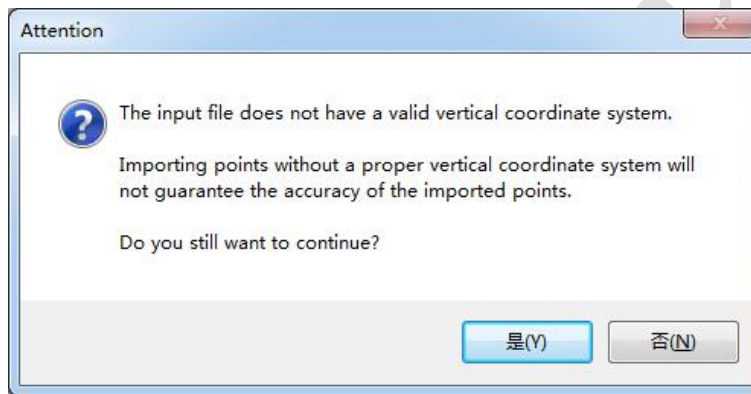 Attention
The input file does not have a valid vertical coordinate system.
Importing points without a proper vertical coordinate system will
not guarantee the accuracy of the imported points.
Do you still want to continue?
是(Y)
否(N)